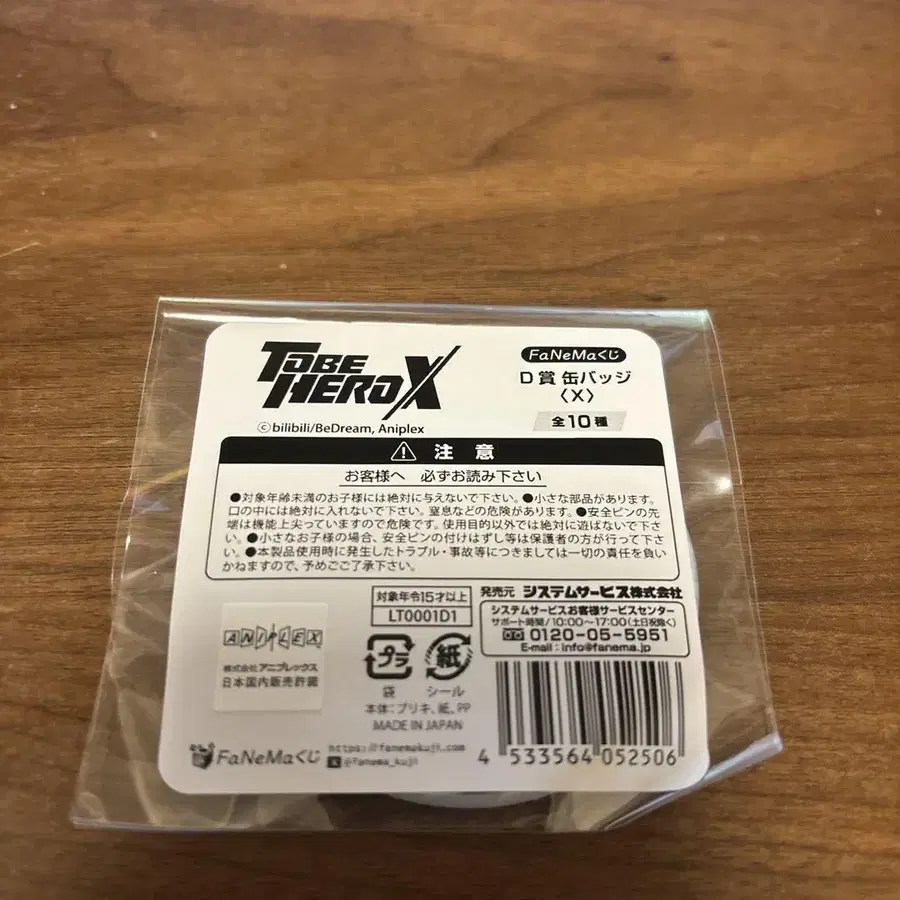 TO BE HERO X
©bilibili/BeDream, Aniplex
FaNeMaくじ
D賞 缶バッジ
〈X〉
全10種
注意
お客様へ 必ずお読み下さい
●対象年齢未満のお子様には絶対に与えないで下さい。●小さな部品があります。
口の中には絶対に入れないで下さい。窒息などの危険があります。●安全ピンの先
端は機能上尖っていますので危険です。使用目的以外では絶対に遊ばないで下さ
い。●小さなお子様の場合、安全ピンの付けはずし等は保護者の方が行って下さ
い。●本製品使用時に発生したトラブル・事故等につきましては一切の責任を負い
かねますので、予めご了承下さい。
対象年令15才以上
LT0001D1
発売元 システムサービス株式会社
システムサービスお客様サービスセンター
サポート時間/10:00〜17:00(土日祝除く)
0120-05-5951
E-mail:info@fanema.jp
ANIPLEX
株式会社アニプレックス
日本国内販売許諾
プラ
紙
袋 シール
本体:ブリキ、紙、PP
MADE IN JAPAN
FaNeMaくじ
https://fanemakuji.com
X @fanema_kuji
4 533564 052506